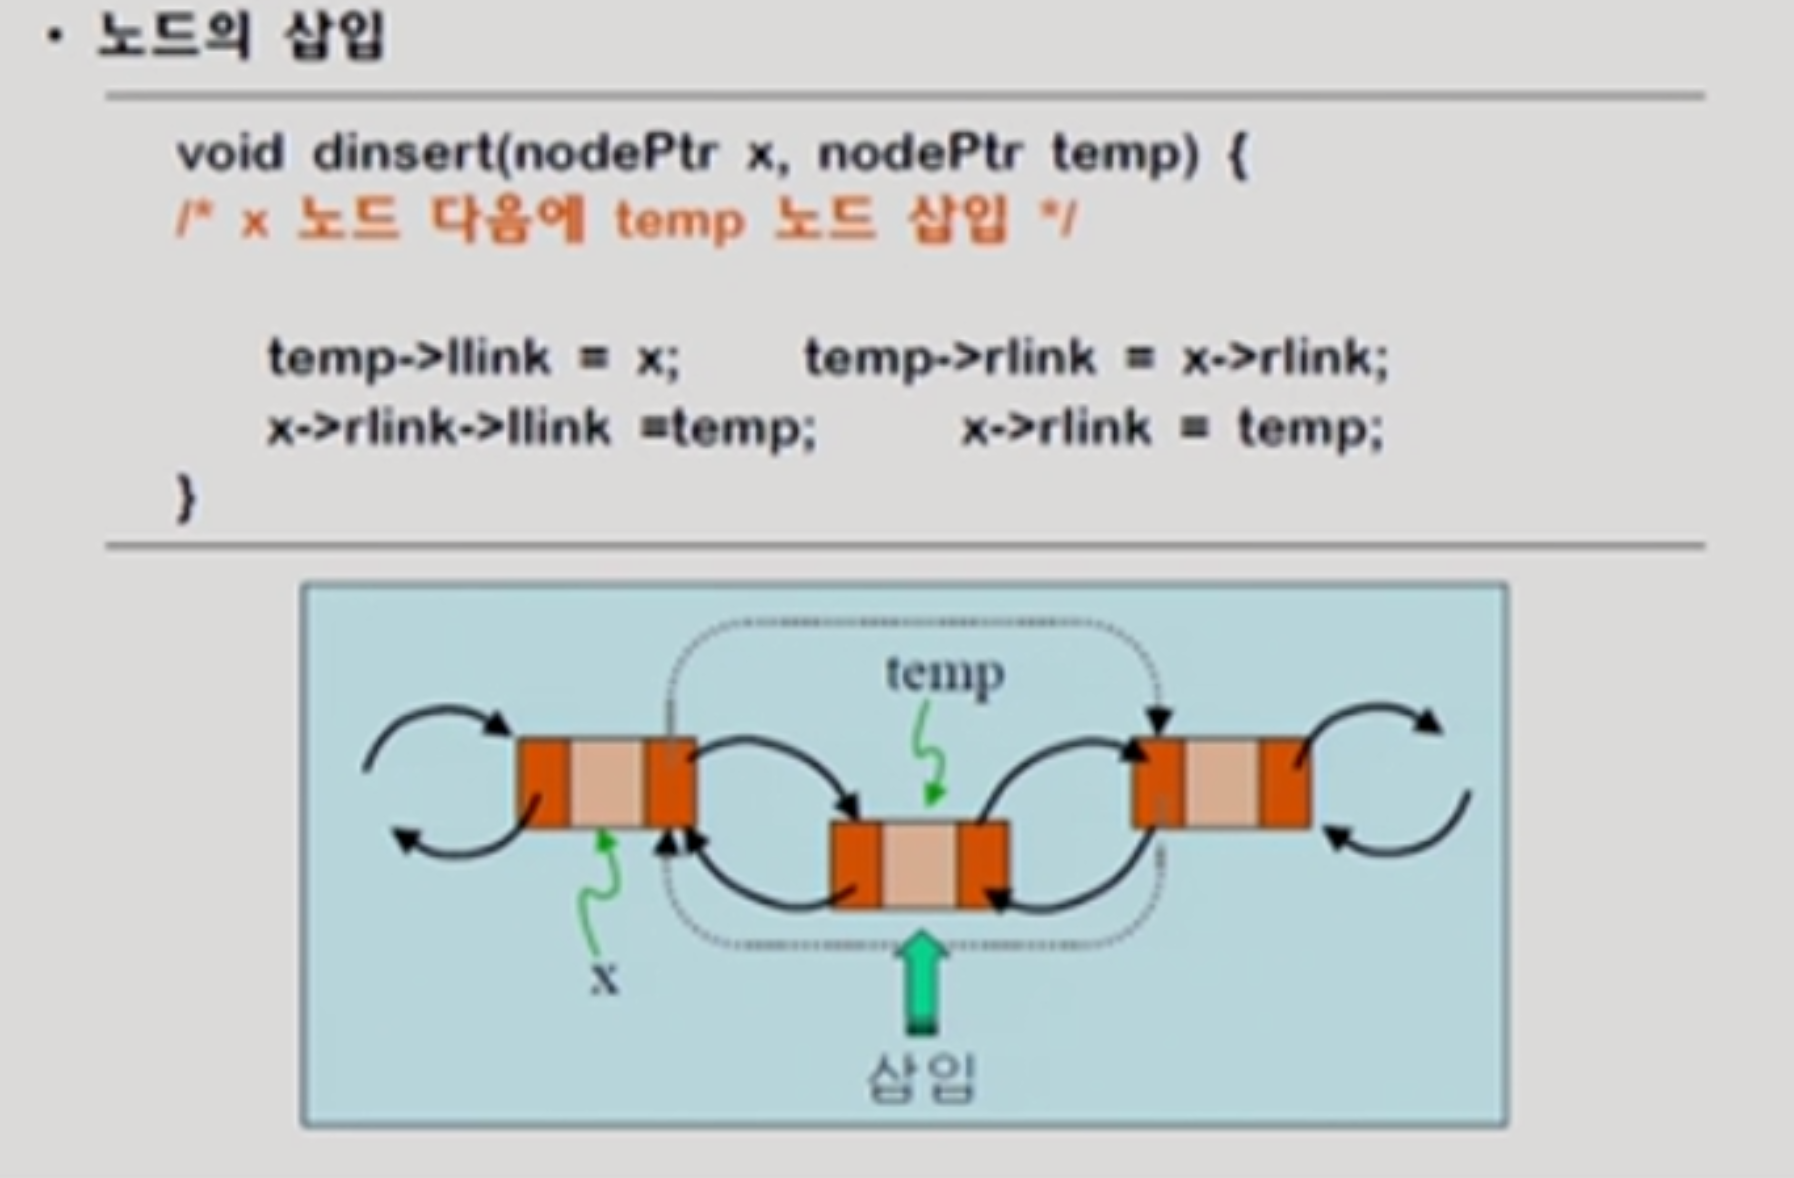 • 노드의 삽입
void dinsert(nodePtr x, nodePtr temp) {
/* x 노드 다음에 temp 노드 삽입 */
temp->llink = x; temp->rlink = x->rlink;
x->rlink->llink =temp; x->rlink = temp;
}
temp
x
삽입